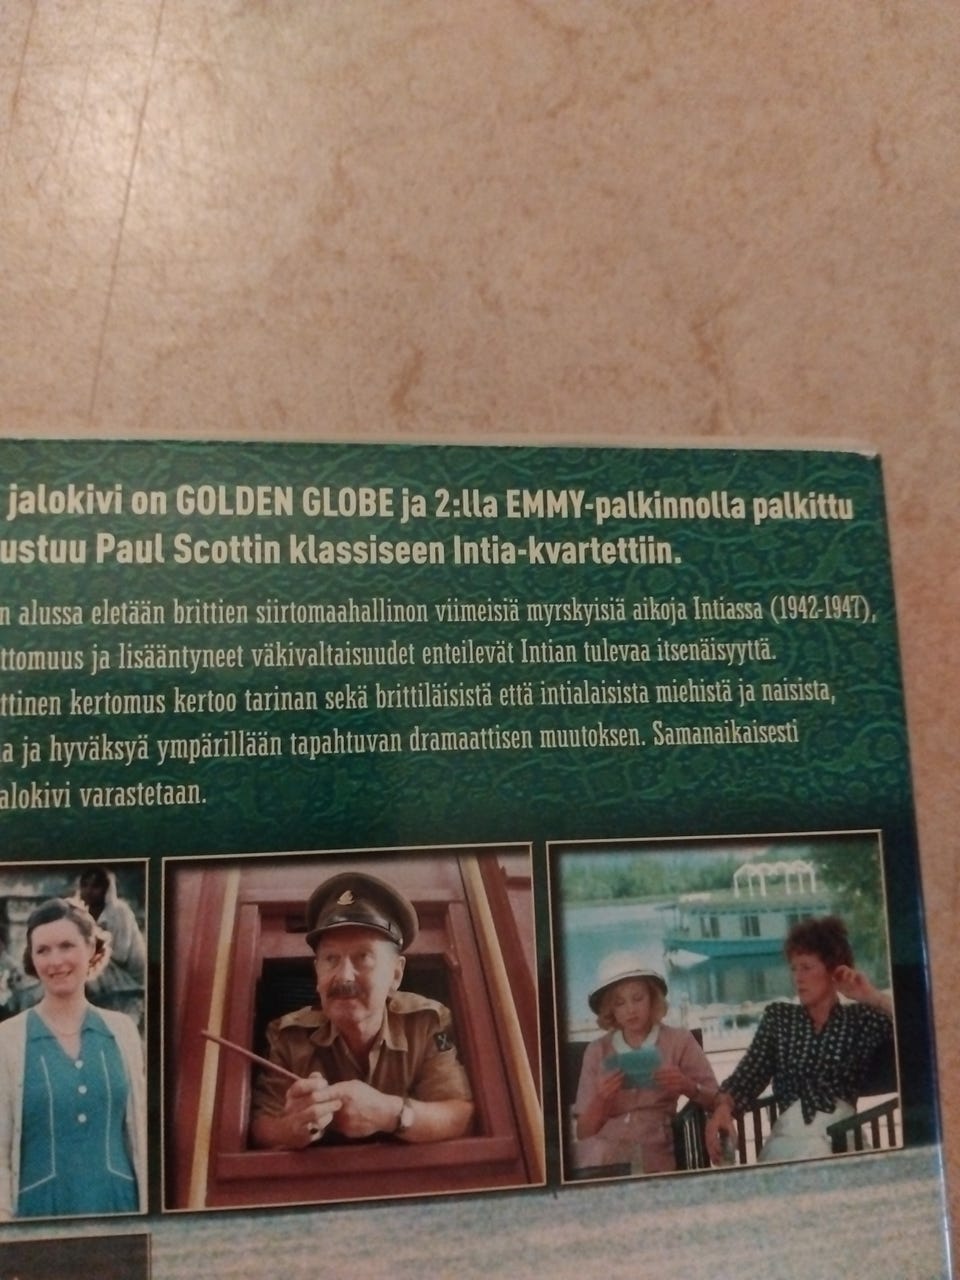 jalokivi on GOLDEN GLOBE ja 2:lla EMMY-palkinnolla palkittu
ustuu Paul Scottin klassiseen Intia-kvartettiin.
n alussa eletään brittien siirtomaahallinon viimeisiä myrskyisiä aikoja Intiassa (1942-1947),
ttomuus ja lisääntyneet väkivaltaisuudet enteilevät Intian tulevaa itsenäisyyttä.
ttinen kertomus kertoo tarinan sekä brittiläisistä että intialaisista miehistä ja naisista,
a ja hyväksyä ympärillään tapahtuvan dramaattisen muutoksen. Samanaikaisesti
alokivi varastetaan.